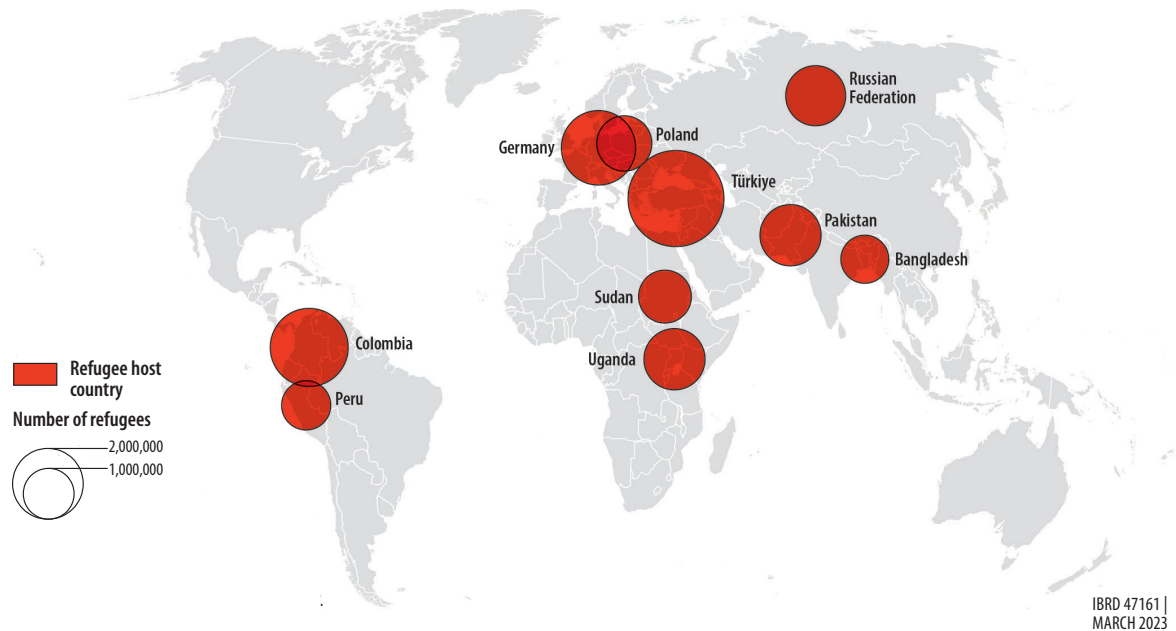 Russian
Federation
Poland
Germany
Türkiye
Pakistan
Bangladesh
Sudan
Uganda
Colombia
Peru
Refugee host
country
Number of refugees
2,000,000
1,000,000
IBRD 47161 |
MARCH 2023